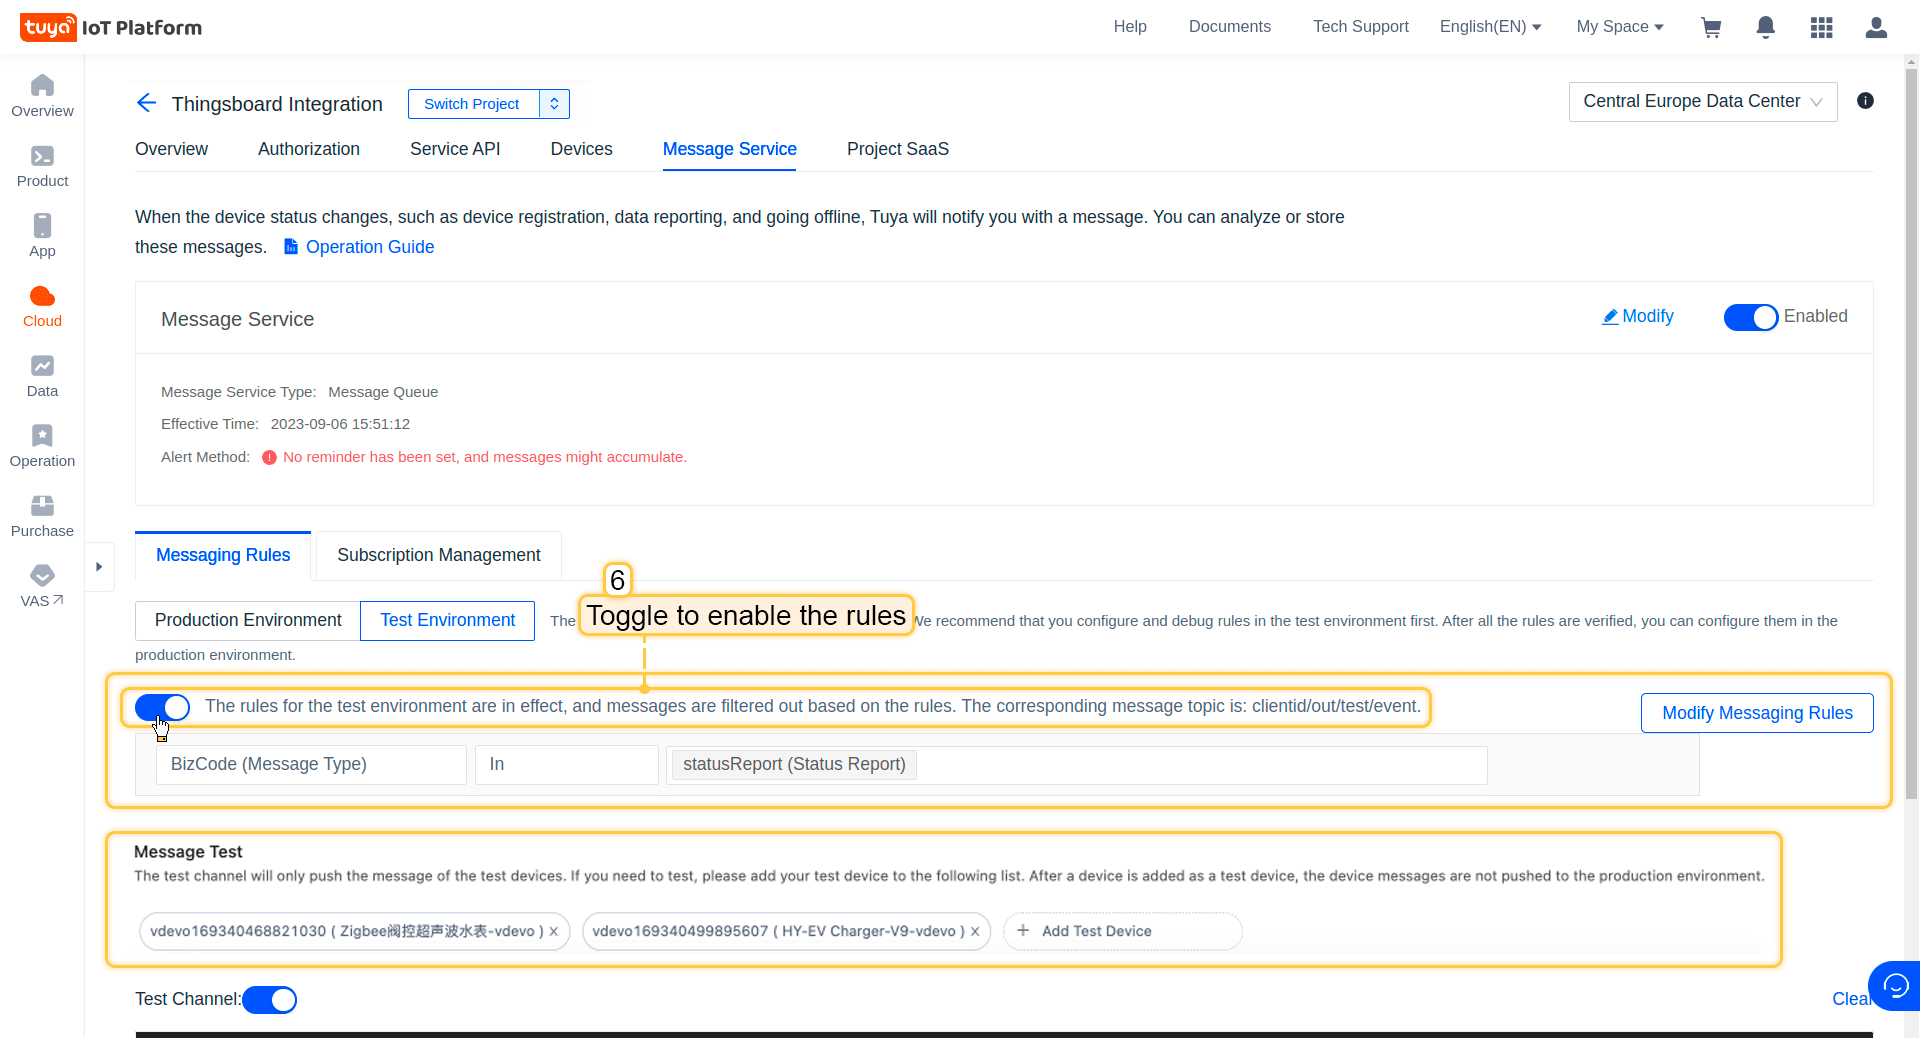 tuya IoT Platform
Help Documents Tech Support English(EN) My Space
Overview
Product
App
Cloud
Data
Operation
Purchase
VAS
Thingsboard Integration Switch Project Central Europe Data Center
Overview Authorization Service API Devices Message Service Project SaaS
When the device status changes, such as device registration, data reporting, and going offline, Tuya will notify you with a message. You can analyze or store
these messages. Operation Guide
Message Service Modify Enabled
Message Service Type: Message Queue
Effective Time: 2023-09-06 15:51:12
Alert Method: No reminder has been set, and messages might accumulate.
Messaging Rules Subscription Management
6
Toggle to enable the rules
Production Environment Test Environment The We recommend that you configure and debug rules in the test environment first. After all the rules are verified, you can configure them in the
production environment.
The rules for the test environment are in effect, and messages are filtered out based on the rules. The corresponding message topic is: clientid/out/test/event.
Modify Messaging Rules
BizCode (Message Type) In statusReport (Status Report)
Message Test
The test channel will only push the message of the test devices. If you need to test, please add your test device to the following list. After a device is added as a test device, the device messages are not pushed to the production environment.
vdevo169340468821030 ( Zigbee阀控超声波水表-vdevo ) x vdevo169340499895607 ( HY-EV Charger-V9-vdevo ) x + Add Test Device
Test Channel: Clear